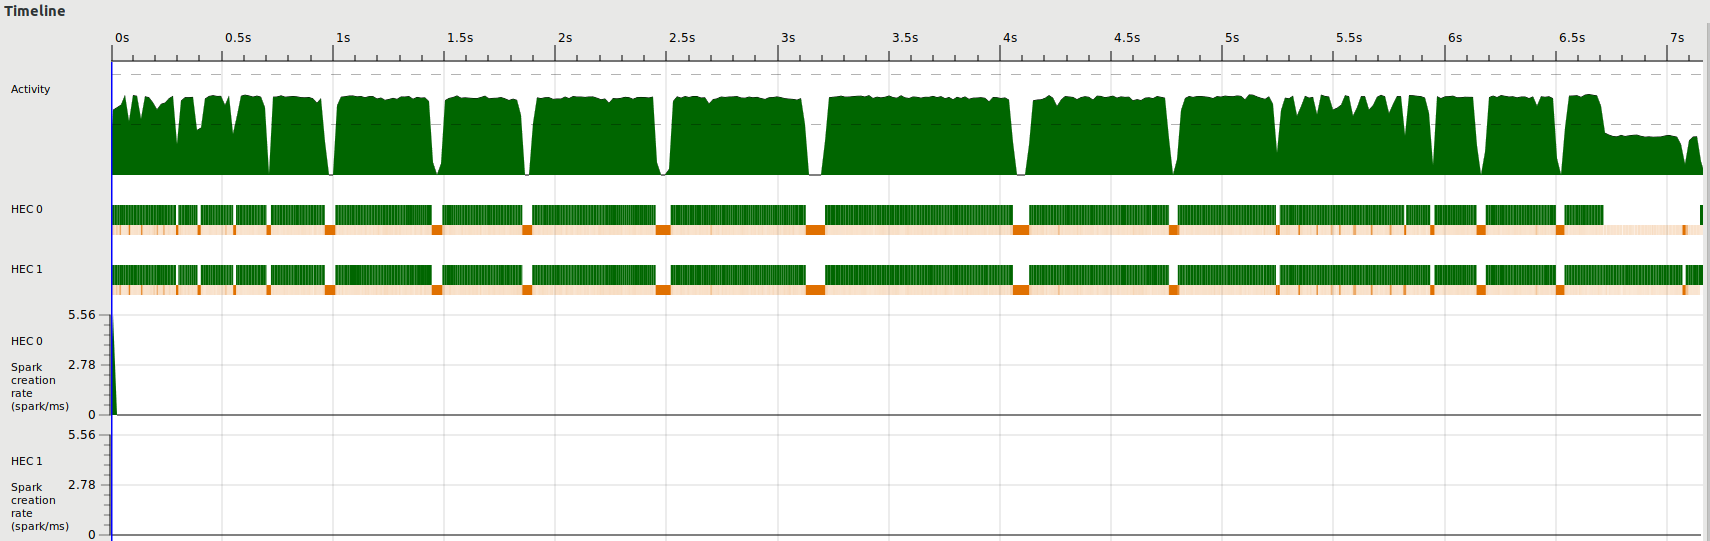 Timeline
0s 0.5s 1s 1.5s 2s 2.5s 3s 3.5s 4s 4.5s 5s 5.5s 6s 6.5s 7s
Activity
HEC 0
HEC 1
5.56
HEC 0
2.78
Spark
creation
rate
(spark/ms)
0
5.56
HEC 1
2.78
Spark
creation
rate
(spark/ms)
0